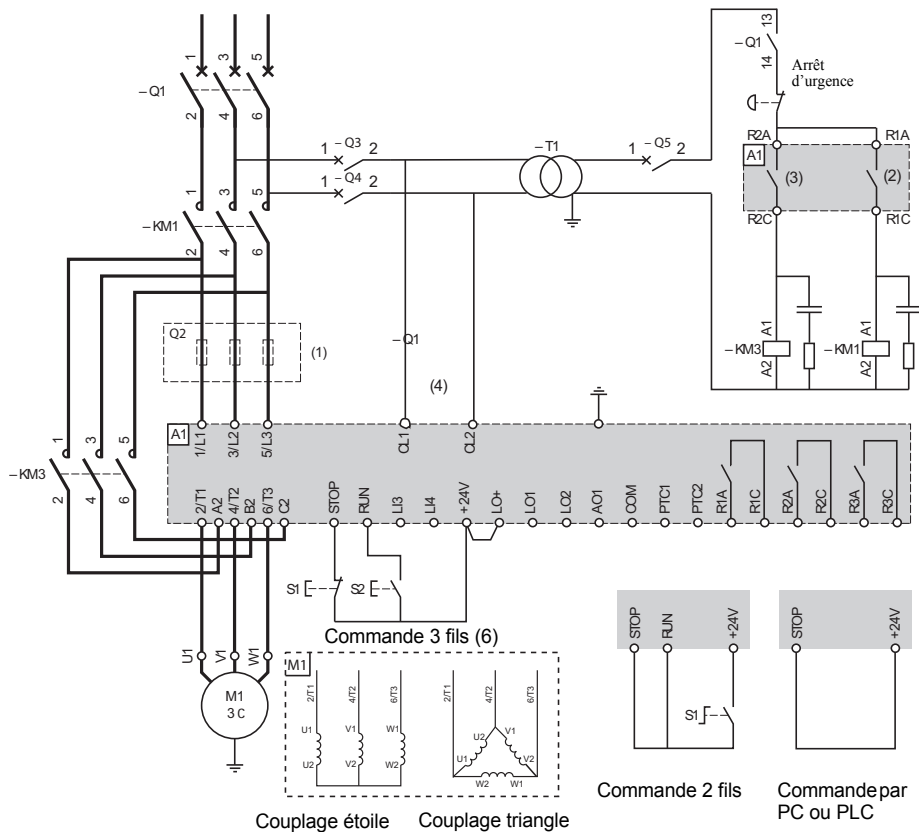 1 3 5
– Q1
2 4 6
1 – Q3 2
1 – Q4 2
– T1
1 – Q5 2
13
– Q1
14
Arrêt
d'urgence
R2A R1A
A1
(3) (2)
R2C R1C
1 3 5
– KM1
2 4 6
Q2
(1)
– Q1
(4)
A1 A1
– KM3 – KM1
A2 A2
A1
1/L1 3/L2 5/L3 CL1 CL2
1 3 5
– KM3
2 4 6
2/T1 A2 4/T2 B2 6/T3 C2 STOP RUN LI3 LI4 +24V LO+ LO1 LO2 AO1 COM PTC1 PTC2 R1A R1C R2A R2C R3A R3C
S1 S2
Commande 3 fils (6)
U1 V1 W1
M1
3 C
M1
2/T1 4/T2 6/T3 2/T1 4/T2 6/T3
U1 V1 W1 U2 V1
U2 V2 W2 U1 V2
W2 W1
Couplage étoile Couplage triangle
STOP RUN +24V
S1
Commande 2 fils
STOP +24V
Commande par
PC ou PLC